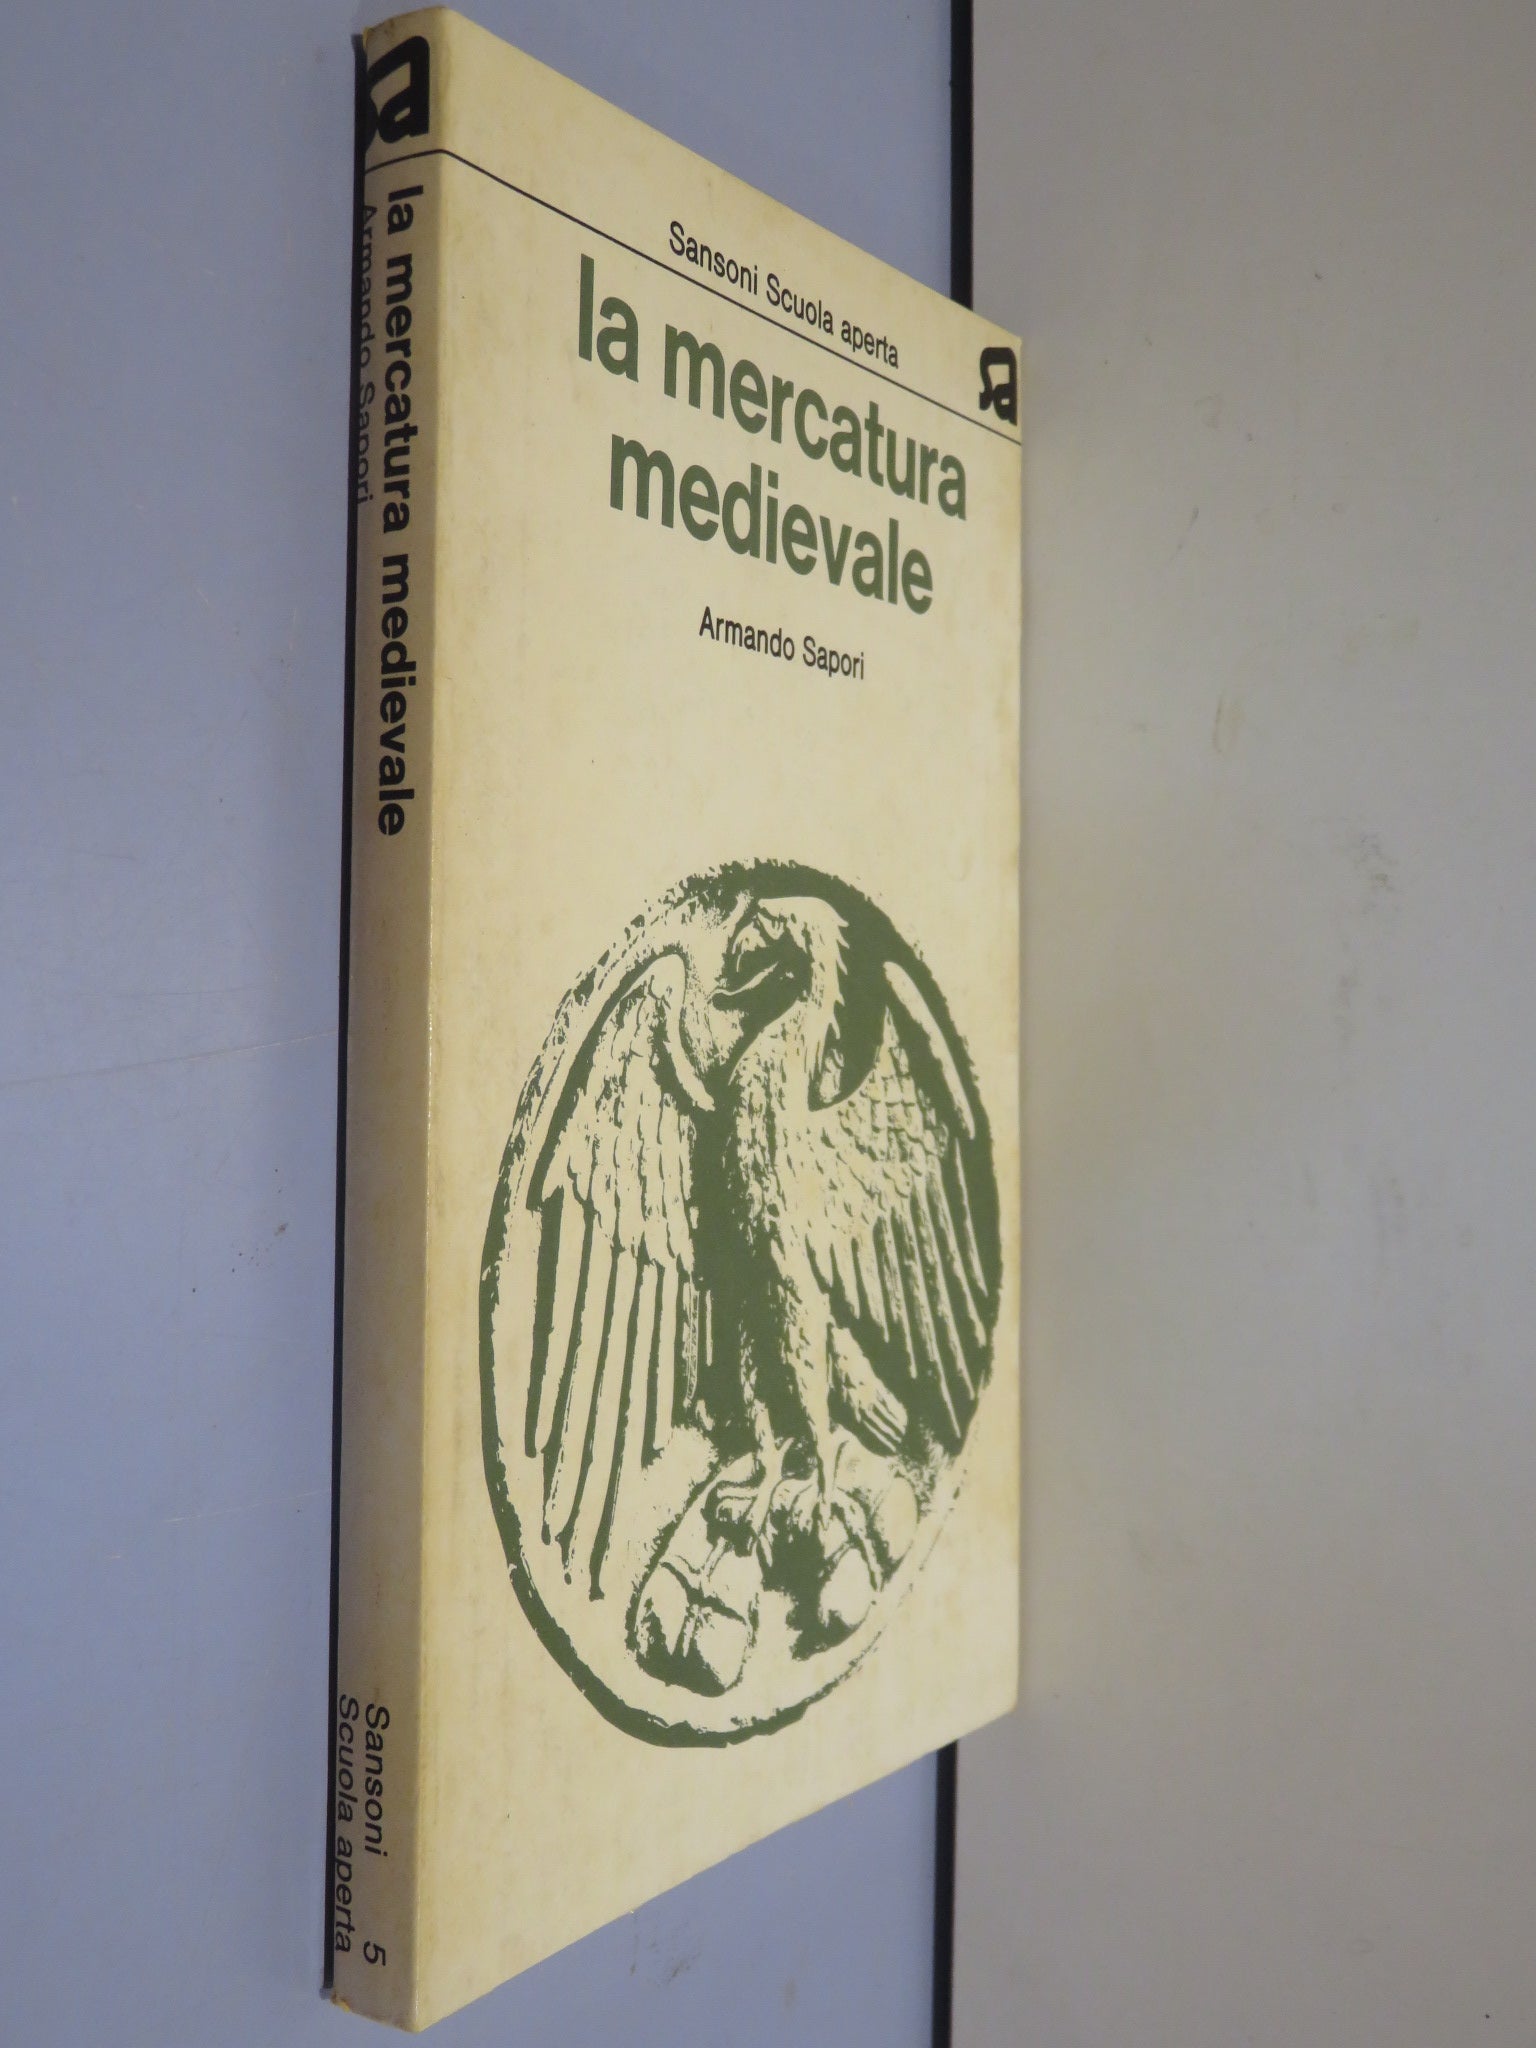 Sansoni Scuola aperta
la mercatura
medievale
Armando Sapori
la mercatura medievale
Armando Sapori
Sansoni 5
Scuola aperta